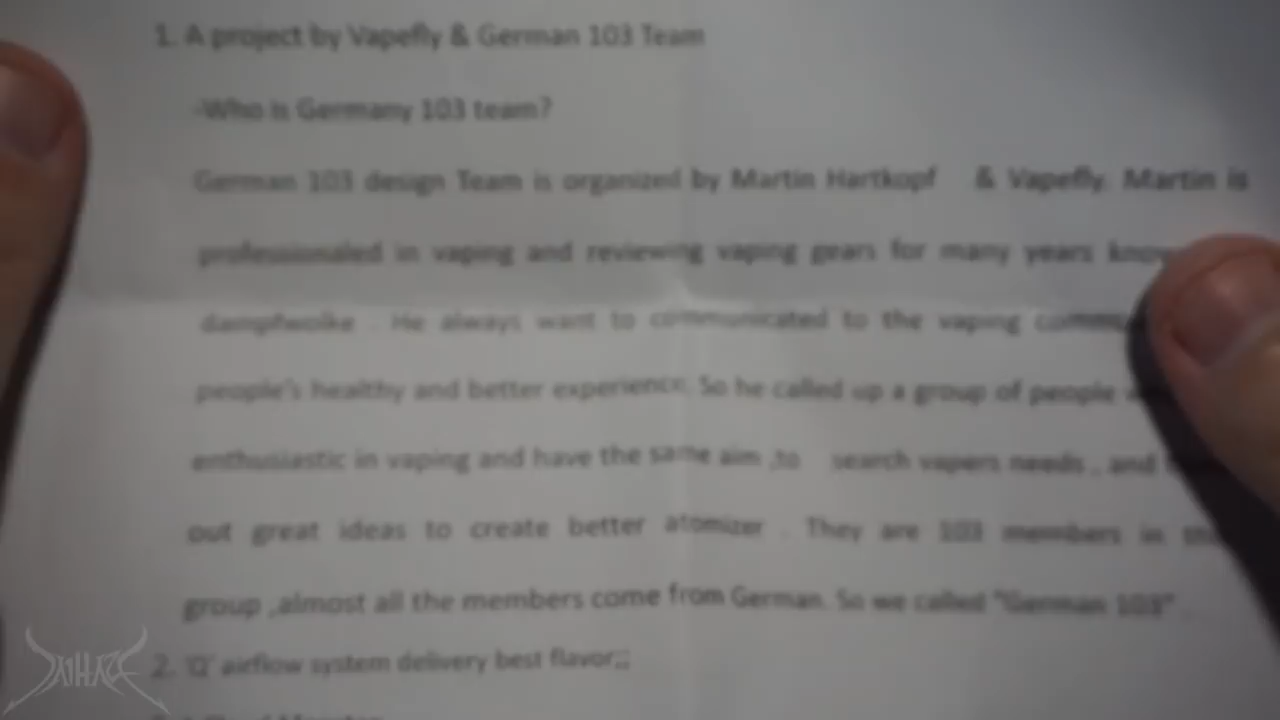 1. A project by Vapefly & German 103 Team
-Who is Germany 103 team?
German 103 design Team is organized by Martin Hartkopf & Vapefly. Martin is
professionaled in vaping and reviewing vaping gears for many years
dampfwolke . He always want to communicated to the vaping
people's healthy and better experience. So he called up a group of people
enthusiastic in vaping and have the same aim ,to search vapers needs , and
out great ideas to create better atomizer . They are 103 members in
group ,almost all the members come from German. So we called "German 103" .
2. 'Q' airflow system delivery best flavor;;